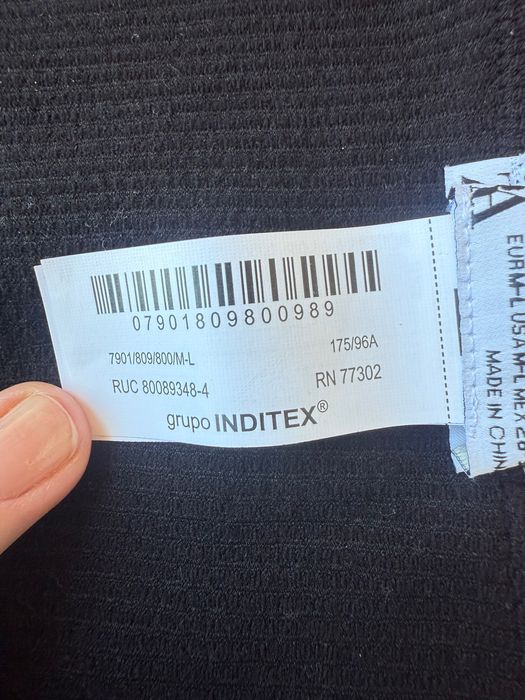 07901809800989
7901/809/800/M-L
175/96A
RUC 80089348-4
RN 77302
grupo INDITEX®
EUR M-L USA M-L MEX 28
MADE IN CHIN